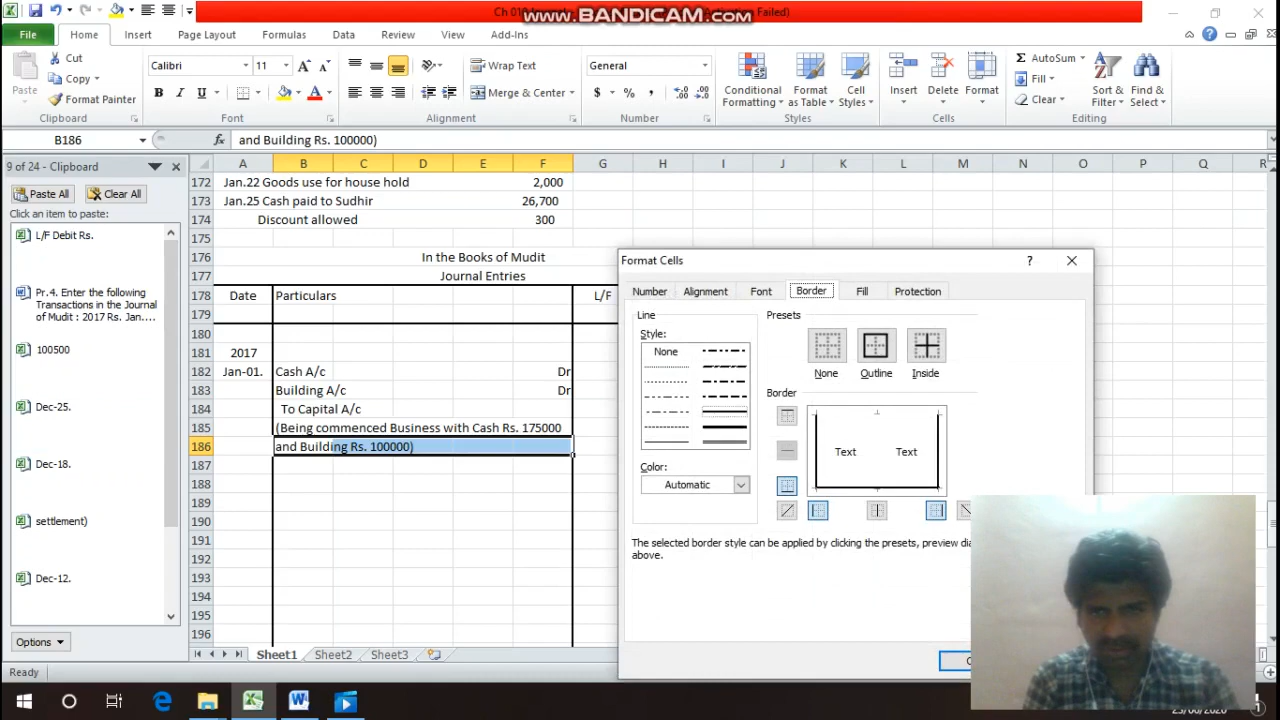 Ch 01
www.BANDICAM.com
Activation Failed)
File
Home
Insert
Page Layout
Formulas
Data
Review
View
Add-Ins
Paste
Cut
Copy
Format Painter
Clipboard
Calibri
11
B I U
Font
Wrap Text
Merge & Center
Alignment
General
$ % ,
Number
Conditional Formatting
Format as Table
Cell Styles
Styles
Insert
Delete
Format
Cells
Σ AutoSum
Fill
Clear
Sort & Filter
Find & Select
Editing
B186
fx
and Building Rs. 100000)
9 of 24 - Clipboard
Paste All
Clear All
Click an item to paste:
L/F Debit Rs.
Pr.4. Enter the following
Transactions in the Journal
of Mudit : 2017 Rs. Jan....
100500
Dec-25.
Dec-18.
settlement)
Dec-12.
Options
A B C D E F G H I J K L M N O P Q R
172 Jan.22 Goods use for house hold 2,000
173 Jan.25 Cash paid to Sudhir 26,700
174 Discount allowed 300
175
176 In the Books of Mudit
177 Journal Entries
178 Date Particulars L/F
179
180
181 2017
182 Jan-01. Cash A/c Dr
183 Building A/c Dr
184 To Capital A/c
185 (Being commenced Business with Cash Rs. 175000
186 and Building Rs. 100000)
187
188
189
190
191
192
193
194
195
196
Sheet1
Sheet2
Sheet3
Ready
Format Cells
?
Number
Alignment
Font
Border
Fill
Protection
Line
Style:
None
Color:
Automatic
Presets
None
Outline
Inside
Border
Text
Text
The selected border style can be applied by clicking the presets, preview dia
above.